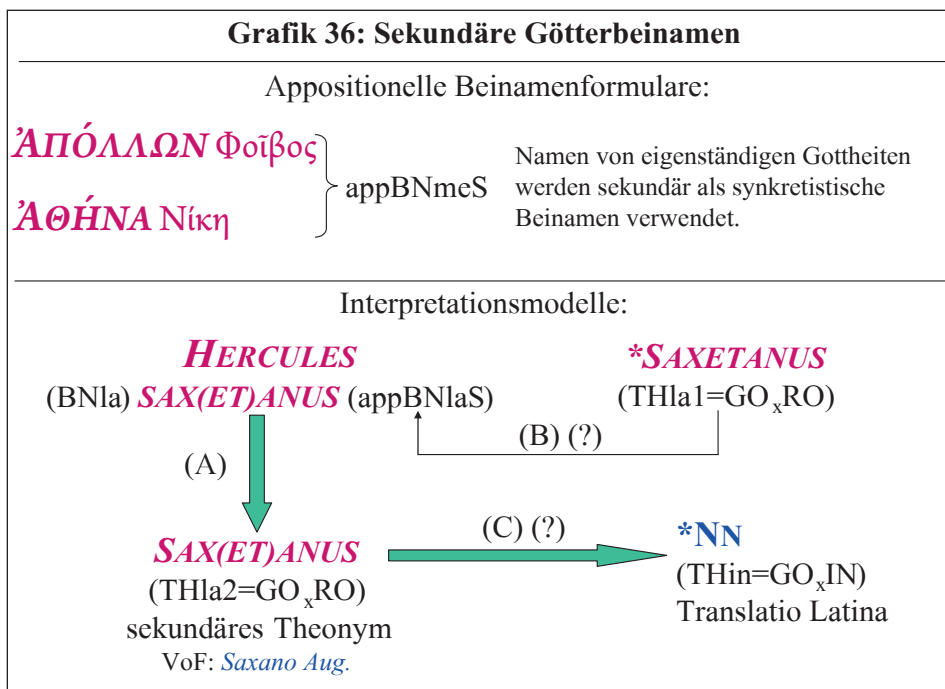 Grafik 36: Sekundäre Götterbeinamen
Appositionelle Beinamenformulare:
ἈΠΌΛΛΩΝ Φοῖβος
ἈΘΉΝΑ Νίκη
appBNmeS
Namen von eigenständigen Gottheiten
werden sekundär als synkretistische
Beinamen verwendet.
Interpretationsmodelle:
HERCULES
(BNla) SAX(ET)ANUS (appBNlaS)
*SAXETANUS
(THla1=GOxRO)
(B) (?)
(A)
SAX(ET)ANUS
(THla2=GOxRO)
sekundäres Theonym
VoF: Saxano Aug.
(C) (?)
*NN
(THin=GOxIN)
Translatio Latina